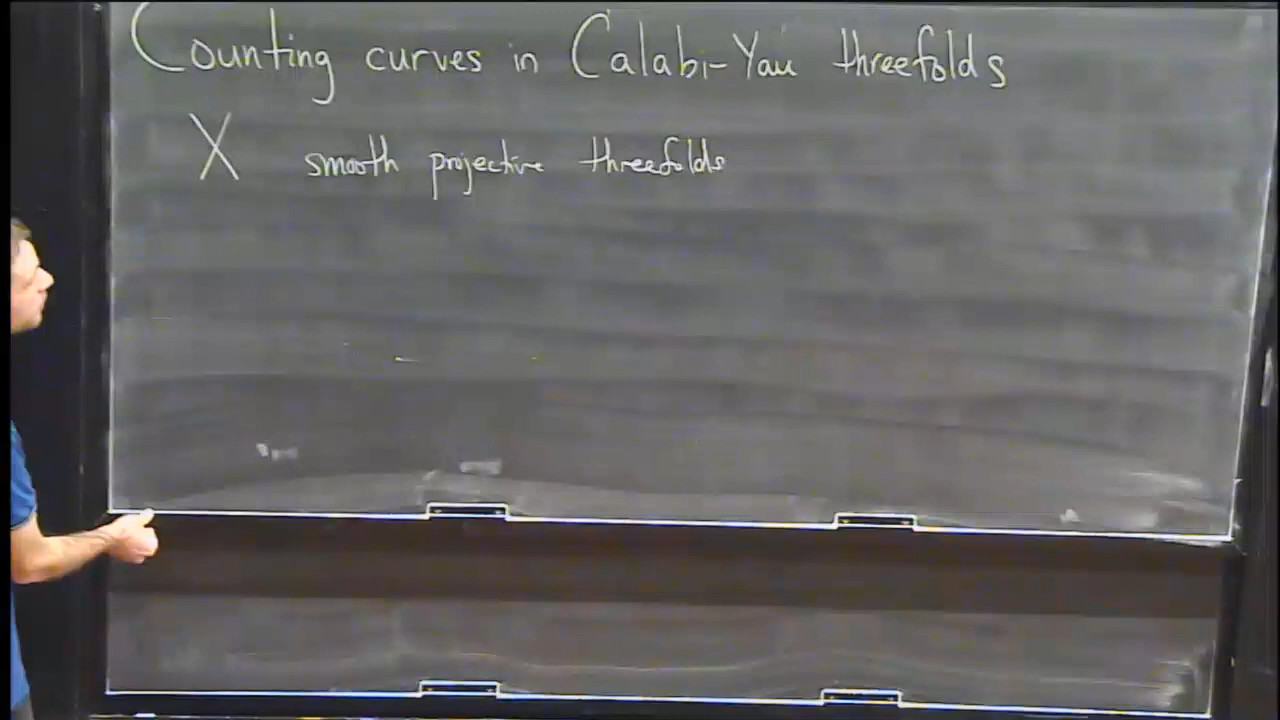 Counting curves in Calabi-Yau threefolds
X smooth projective threefolds